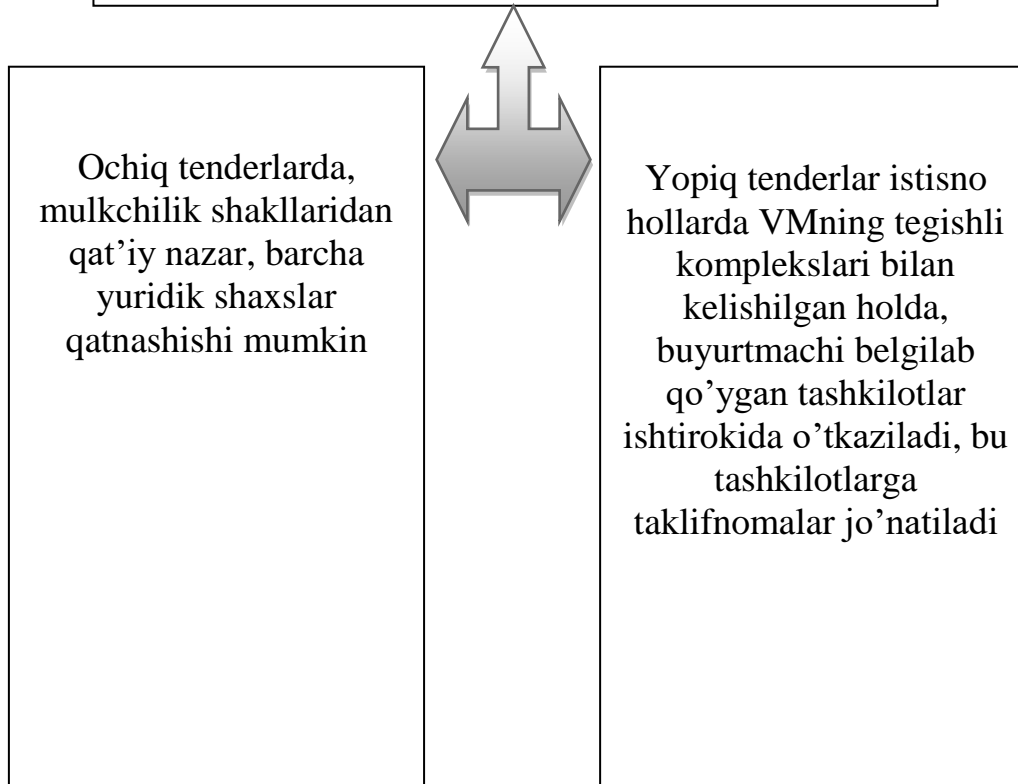 Ochiq tenderlarda,
mulkchilik shakllaridan
qat’iy nazar, barcha
yuridik shaxslar
qatnashishi mumkin
Yopiq tenderlar istisno
hollarda VMning tegishli
komplekslari bilan
kelishilgan holda,
buyurtmachi belgilab
qo’ygan tashkilotlar
ishtirokida o’tkaziladi, bu
tashkilotlarga
taklifnomalar jo’natiladi